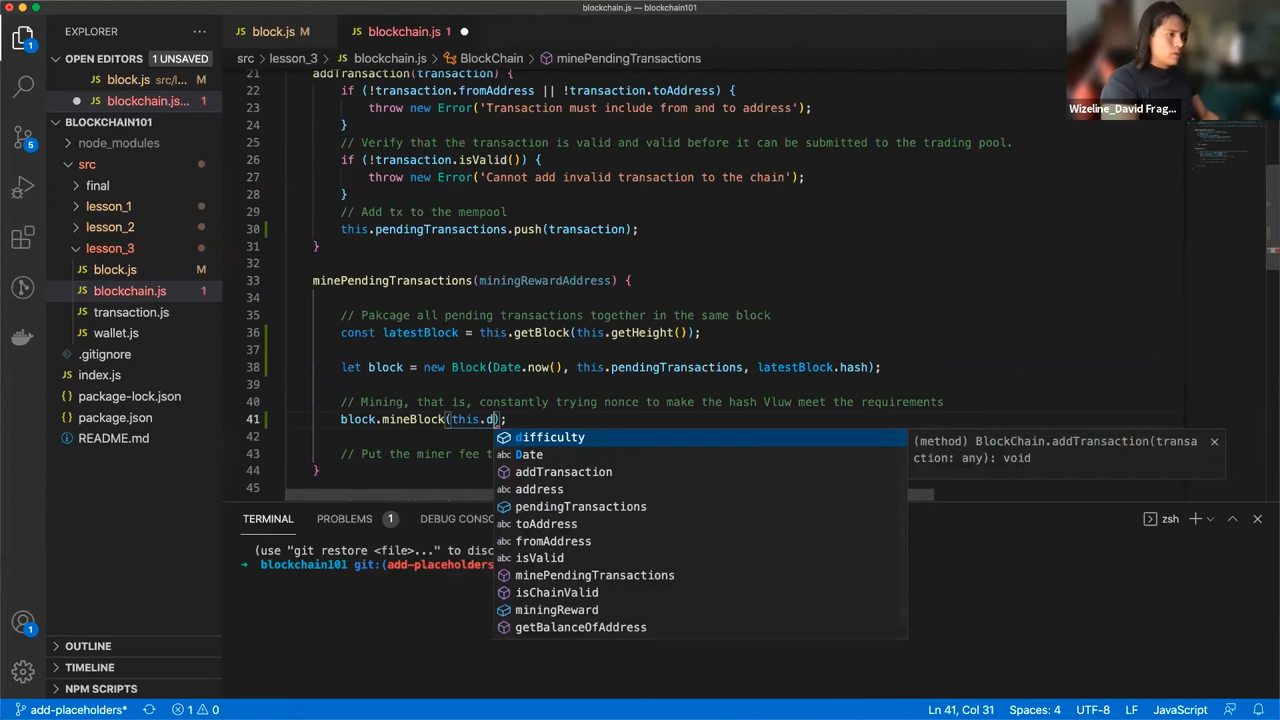 blockchain.js — blockchain101
EXPLORER
OPEN EDITORS 1 UNSAVED
JS block.js src/l... M
JS blockchain.js... 1
BLOCKCHAIN101
node_modules
src
final
lesson_1
lesson_2
lesson_3
JS block.js M
JS blockchain.js 1
JS transaction.js
JS wallet.js
.gitignore
JS index.js
package-lock.json
package.json
README.md
OUTLINE
TIMELINE
NPM SCRIPTS
1
5
1
JS block.js M
JS blockchain.js 1
src > lesson_3 > JS blockchain.js > BlockChain > minePendingTransactions
21 addTransaction(transaction) {
22 if (!transaction.fromAddress || !transaction.toAddress) {
23 throw new Error('Transaction must include from and to address');
24 }
25 // Verify that the transaction is valid and valid before it can be submitted to the trading pool.
26 if (!transaction.isValid()) {
27 throw new Error('Cannot add invalid transaction to the chain');
28 }
29 // Add tx to the mempool
30 this.pendingTransactions.push(transaction);
31 }
32
33 minePendingTransactions(miningRewardAddress) {
34
35 // Pakcage all pending transactions together in the same block
36 const latestBlock = this.getBlock(this.getHeight());
37
38 let block = new Block(Date.now(), this.pendingTransactions, latestBlock.hash);
39
40 // Mining, that is, constantly trying nonce to make the hash Vluw meet the requirements
41 block.mineBlock(this.d);
42
43 // Put the miner fee t
44 }
45
difficulty
abc Date
addTransaction
abc address
pendingTransactions
abc toAddress
abc fromAddress
abc isValid
minePendingTransactions
isChainValid
miningReward
getBalanceOfAddress
(method) BlockChain.addTransaction(transa
ction: any): void
TERMINAL PROBLEMS 1 DEBUG CONSO
zsh
(use "git restore <file>..." to disc
→ blockchain101 git:(add-placeholders
Wizeline_David Frag...
add-placeholders* 1 0 Ln 41, Col 31 Spaces: 4 UTF-8 LF JavaScript